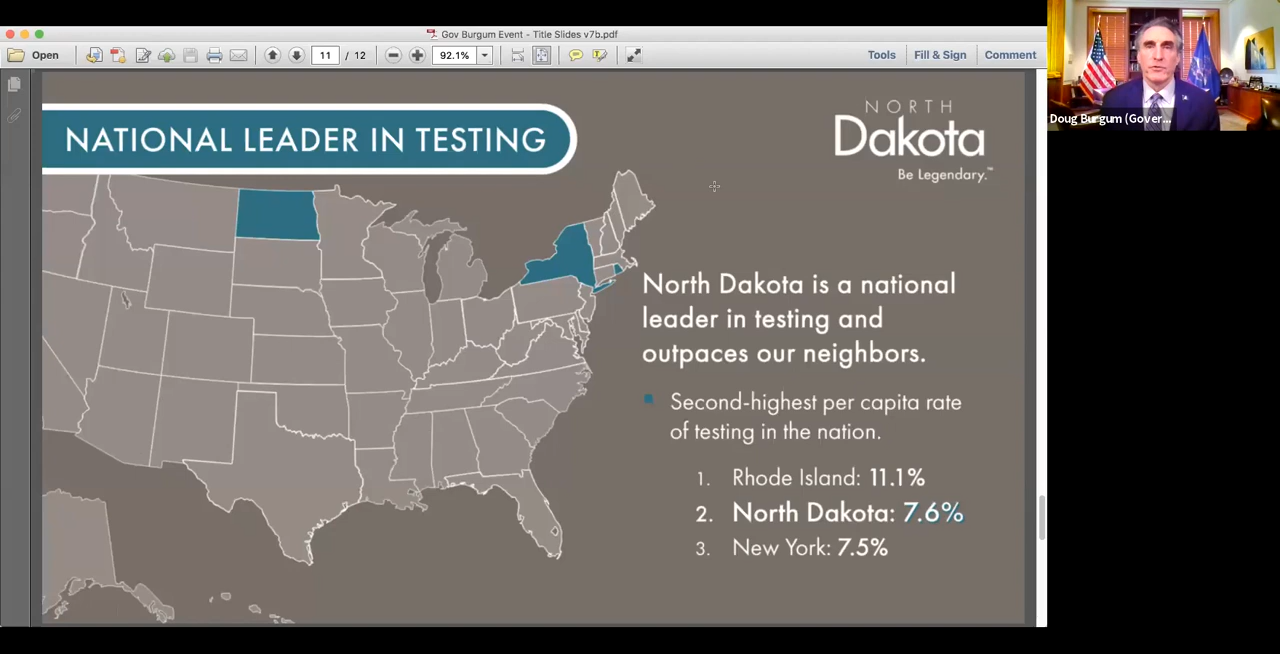 Gov Burgum Event - Title Slides v7b.pdf
Open
11 / 12
92.1%
Tools
Fill & Sign
Comment
Doug Burgum (Gover...
NATIONAL LEADER IN TESTING
NORTH
Dakota
Be Legendary.™
North Dakota is a national
leader in testing and
outpaces our neighbors.
Second-highest per capita rate
of testing in the nation.
1. Rhode Island: 11.1%
2. North Dakota: 7.6%
3. New York: 7.5%